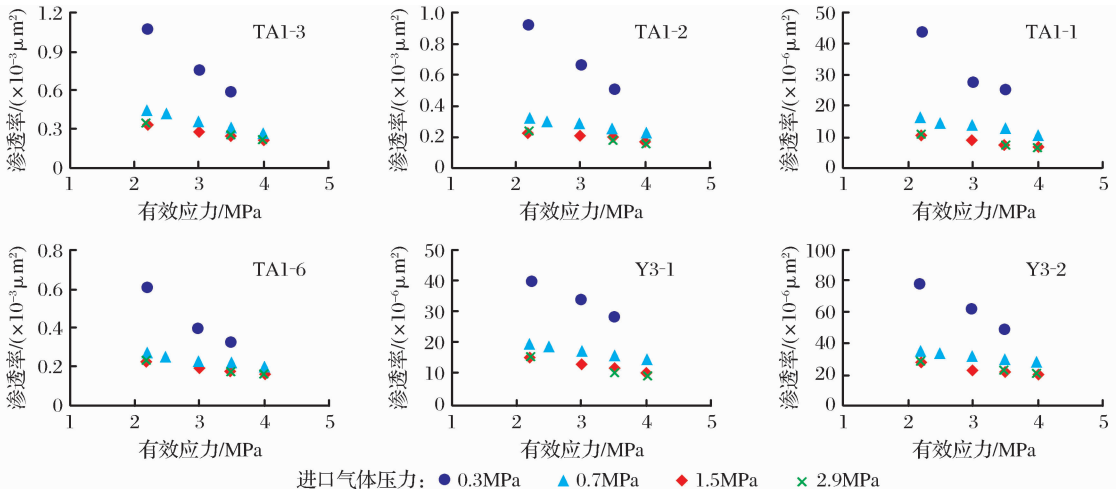 渗透率/(×10⁻³μm²)
1.2
0.9
0.6
0.3
0
TA1-3
1 2 3 4 5
有效应力/MPa
渗透率/(×10⁻³μm²)
1.0
0.8
0.6
0.4
0.2
0
TA1-2
1 2 3 4 5
有效应力/MPa
渗透率/(×10⁻⁶μm²)
50
40
30
20
10
0
TA1-1
1 2 3 4 5
有效应力/MPa
渗透率/(×10⁻³μm²)
0.8
0.6
0.4
0.2
0
TA1-6
1 2 3 4 5
有效应力/MPa
渗透率/(×10⁻⁶μm²)
50
40
30
20
10
0
Y3-1
1 2 3 4 5
有效应力/MPa
渗透率/(×10⁻⁶μm²)
100
80
60
40
20
0
Y3-2
1 2 3 4 5
有效应力/MPa
进口气体压力: 0.3MPa 0.7MPa 1.5MPa 2.9MPa